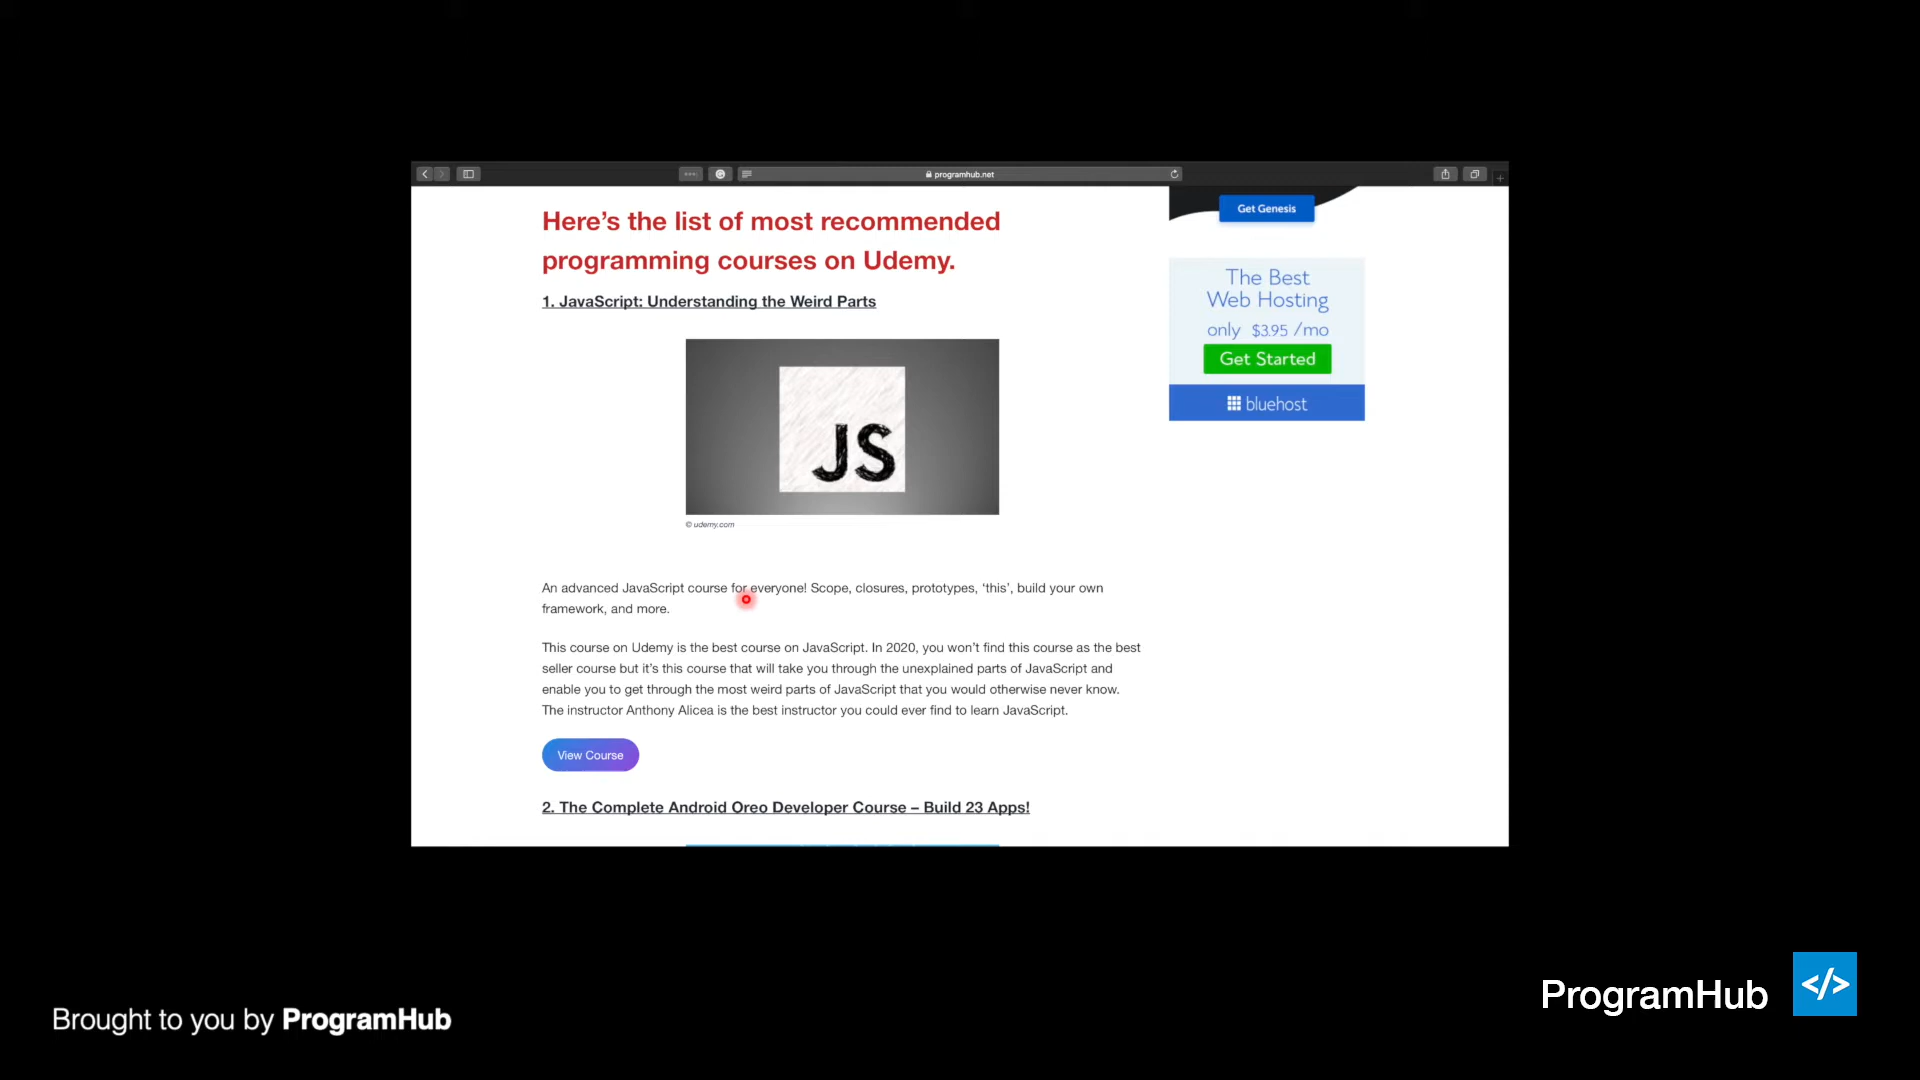 programhub.net
Here’s the list of most recommended
programming courses on Udemy.
1. JavaScript: Understanding the Weird Parts
JS
© udemy.com
An advanced JavaScript course for everyone! Scope, closures, prototypes, ‘this’, build your own
framework, and more.
This course on Udemy is the best course on JavaScript. In 2020, you won’t find this course as the best
seller course but it’s this course that will take you through the unexplained parts of JavaScript and
enable you to get through the most weird parts of JavaScript that you would otherwise never know.
The instructor Anthony Alicea is the best instructor you could ever find to learn JavaScript.
View Course
2. The Complete Android Oreo Developer Course – Build 23 Apps!
Get Genesis
The Best
Web Hosting
only $3.95 /mo
Get Started
bluehost
Brought to you by ProgramHub
ProgramHub </>